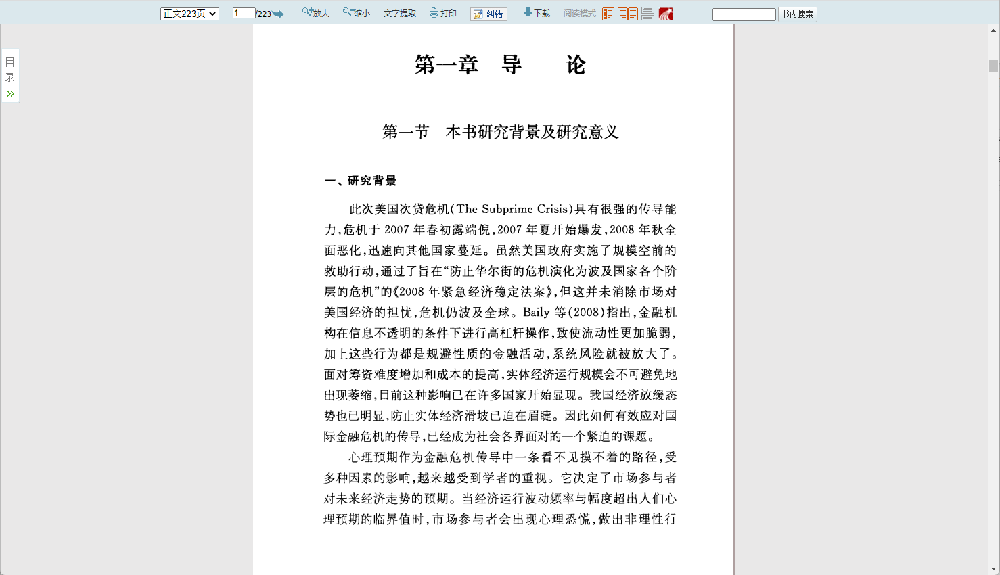 正文223页 1 /223 放大 缩小 文字提取 打印 纠错 下载 阅读模式: 书内搜索
目
录
第一章 导 论
第一节 本书研究背景及研究意义
一、研究背景
此次美国次贷危机(The Subprime Crisis)具有很强的传导能
力,危机于 2007 年春初露端倪,2007 年夏开始爆发,2008 年秋全
面恶化,迅速向其他国家蔓延。虽然美国政府实施了规模空前的
救助行动,通过了旨在“防止华尔街的危机演化为波及国家各个阶
层的危机”的《2008 年紧急经济稳定法案》,但这并未消除市场对
美国经济的担忧,危机仍波及全球。Baily 等(2008)指出,金融机
构在信息不透明的条件下进行高杠杆操作,致使流动性更加脆弱,
加上这些行为都是规避性质的金融活动,系统风险就被放大了。
面对筹资难度增加和成本的提高,实体经济运行规模会不可避免地
出现萎缩,目前这种影响已在许多国家开始显现。我国经济放缓态
势也已明显,防止实体经济滑坡已迫在眉睫。因此如何有效应对国
际金融危机的传导,已经成为社会各界面对的一个紧迫的课题。
心理预期作为金融危机传导中一条看不见摸不着的路径,受
多种因素的影响,越来越受到学者的重视。它决定了市场参与者
对未来经济走势的预期。当经济运行波动频率与幅度超出人们心
理预期的临界值时,市场参与者会出现心理恐慌,做出非理性行